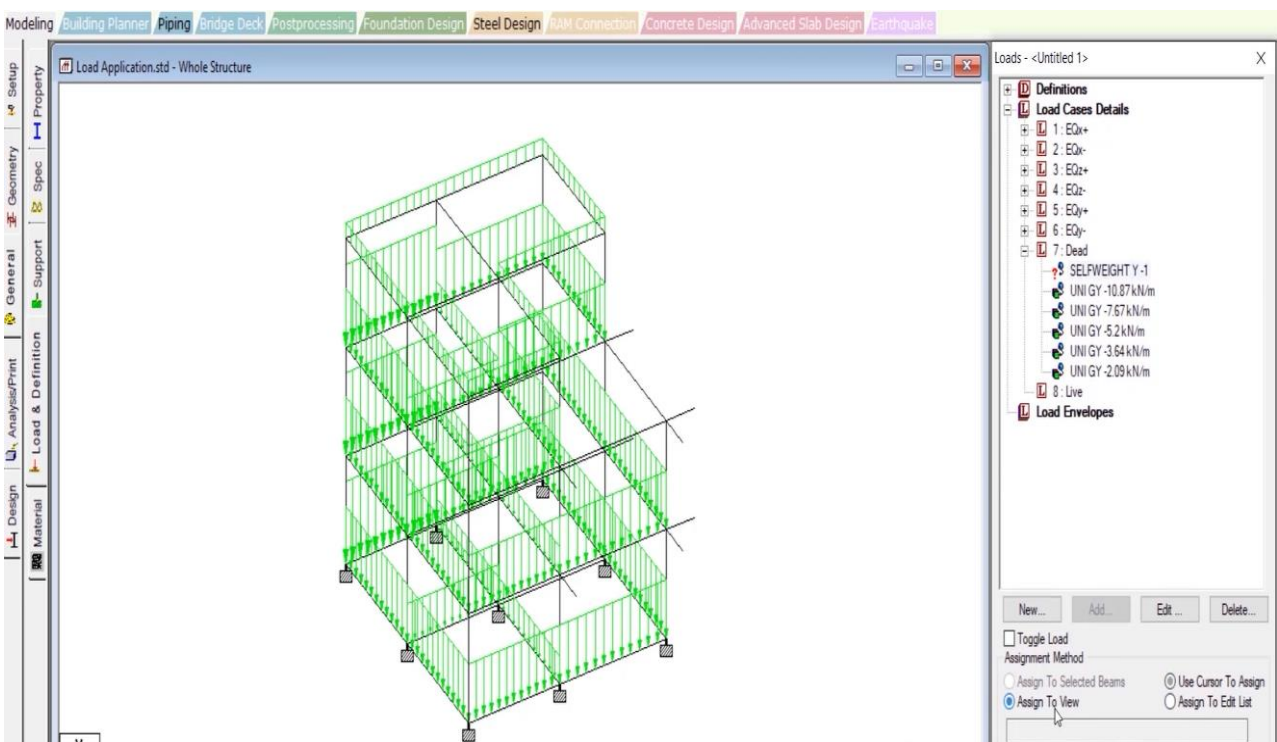 Modeling Building Planner Piping Bridge Deck Postprocessing Foundation Design Steel Design RAM Connection Concrete Design Advanced Slab Design Earthquake
Setup
Geometry
General
Analysis/Print
Design
Property
Spec
Support
Load & Definition
Material
Load Application.std - Whole Structure
Loads - <Untitled 1>
Definitions
Load Cases Details
1 : EQx+
2 : EQx-
3 : EQz+
4 : EQz-
5 : EQy+
6 : EQy-
7 : Dead
SELFWEIGHT Y -1
UNI GY -10.87 kN/m
UNI GY -7.67 kN/m
UNI GY -5.2 kN/m
UNI GY -3.64 kN/m
UNI GY -2.09 kN/m
8 : Live
Load Envelopes
New... Add... Edit ... Delete...
Toggle Load
Assignment Method
Assign To Selected Beams Use Cursor To Assign
Assign To View Assign To Edit List